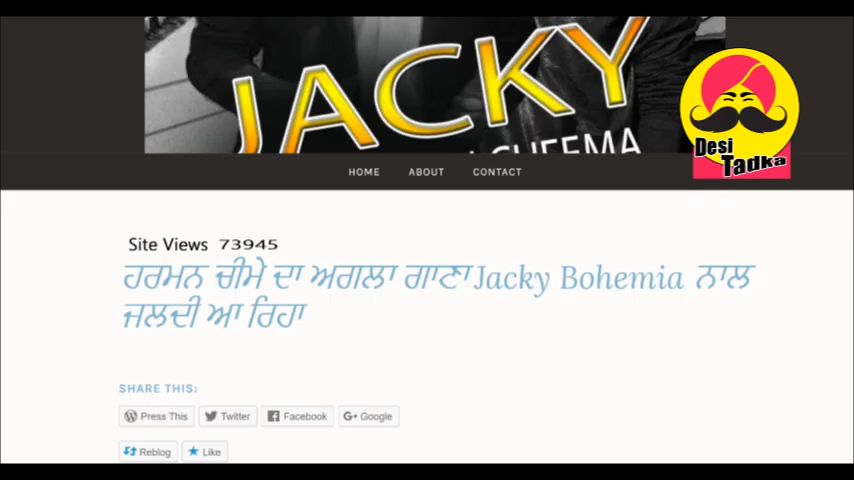 JACKY
CHEEMA
HOME ABOUT CONTACT
Desi
Tadka
Site Views 73945
ਹਰਮਨ ਚੀਮੇ ਦਾ ਅਗਲਾ ਗਾਣਾ Jacky Bohemia ਨਾਲ
ਜਲਦੀ ਆ ਰਿਹਾ
SHARE THIS:
Press This Twitter Facebook G+ Google
Reblog Like